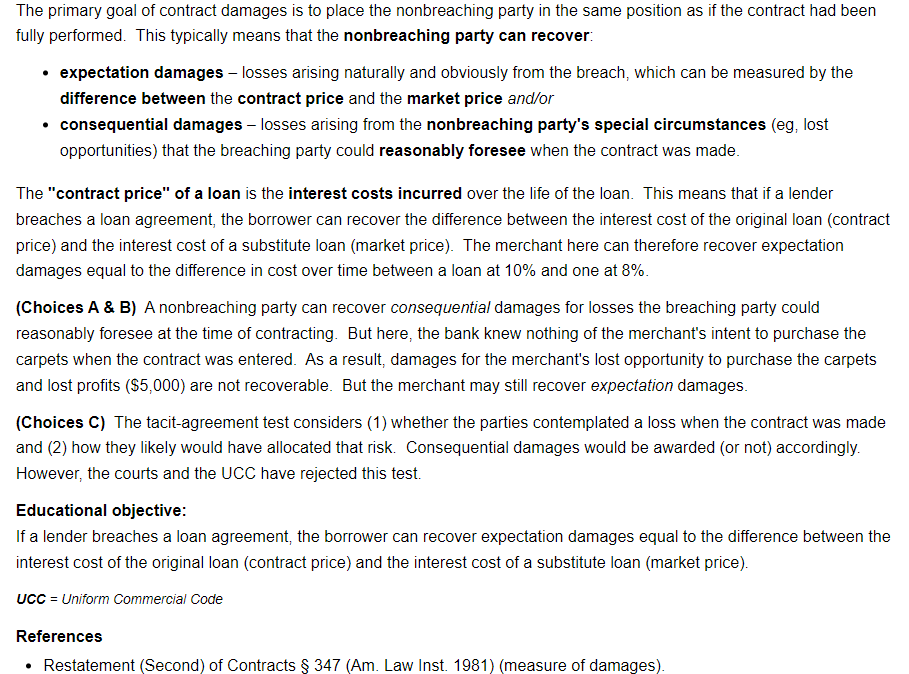 The primary goal of contract damages is to place the nonbreaching party in the same position as if the contract had been
fully performed. This typically means that the nonbreaching party can recover:
• expectation damages – losses arising naturally and obviously from the breach, which can be measured by the
difference between the contract price and the market price and/or
• consequential damages – losses arising from the nonbreaching party's special circumstances (eg, lost
opportunities) that the breaching party could reasonably foresee when the contract was made.
The "contract price" of a loan is the interest costs incurred over the life of the loan. This means that if a lender
breaches a loan agreement, the borrower can recover the difference between the interest cost of the original loan (contract
price) and the interest cost of a substitute loan (market price). The merchant here can therefore recover expectation
damages equal to the difference in cost over time between a loan at 10% and one at 8%.
(Choices A & B) A nonbreaching party can recover consequential damages for losses the breaching party could
reasonably foresee at the time of contracting. But here, the bank knew nothing of the merchant's intent to purchase the
carpets when the contract was entered. As a result, damages for the merchant's lost opportunity to purchase the carpets
and lost profits ($5,000) are not recoverable. But the merchant may still recover expectation damages.
(Choices C) The tacit-agreement test considers (1) whether the parties contemplated a loss when the contract was made
and (2) how they likely would have allocated that risk. Consequential damages would be awarded (or not) accordingly.
However, the courts and the UCC have rejected this test.
Educational objective:
If a lender breaches a loan agreement, the borrower can recover expectation damages equal to the difference between the
interest cost of the original loan (contract price) and the interest cost of a substitute loan (market price).
UCC = Uniform Commercial Code
References
• Restatement (Second) of Contracts § 347 (Am. Law Inst. 1981) (measure of damages).